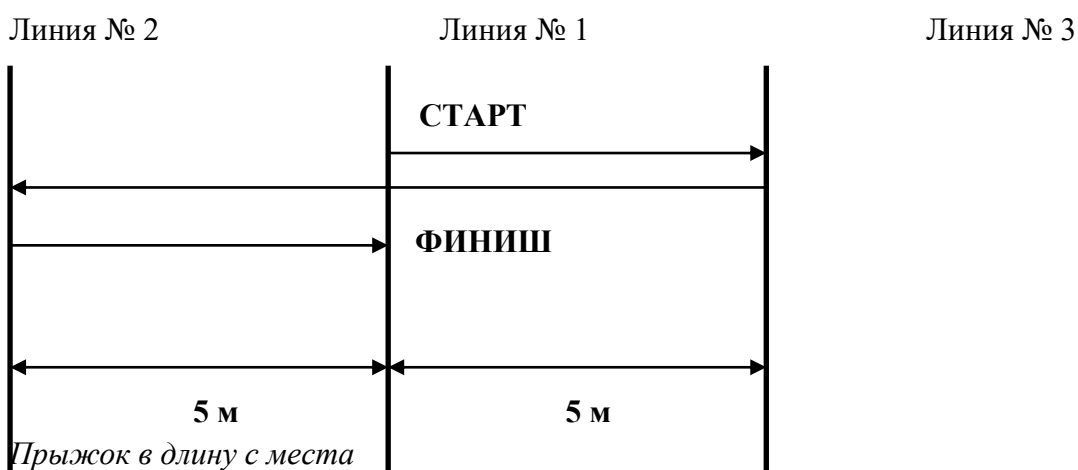 Линия № 2 Линия № 1 Линия № 3
СТАРТ
ФИНИШ
5 м 5 м
Прыжок в длину с места